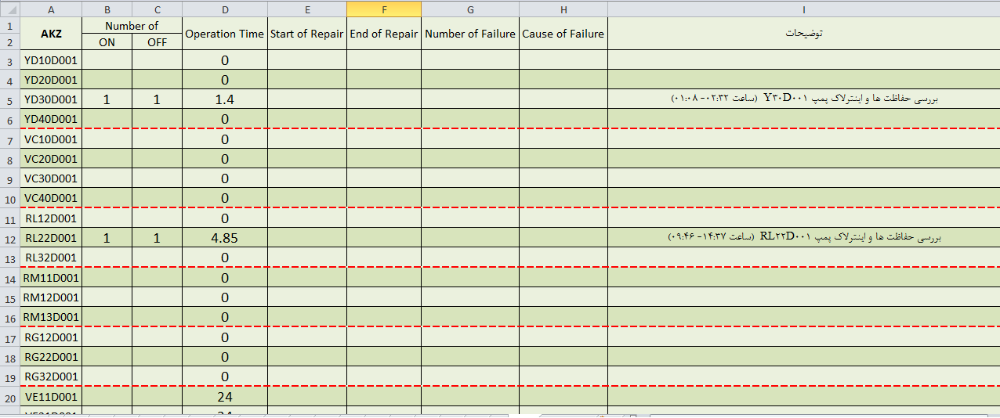 A B C D E F G H I
1 AKZ Number of Operation Time Start of Repair End of Repair Number of Failure Cause of Failure توضیحات
2 ON OFF
3 YD10D001 0
4 YD20D001 0
5 YD30D001 1 1 1.4 بررسی حفاظت ها و اینترلاک پمپ Y۳۰D۰۰۱ (ساعت ۰۲:۳۲- ۰۱:۰۸)
6 YD40D001 0
7 VC10D001 0
8 VC20D001 0
9 VC30D001 0
10 VC40D001 0
11 RL12D001 0
12 RL22D001 1 1 4.85 بررسی حفاظت ها و اینترلاک پمپ RL۲۲D۰۰۱ (ساعت ۱۴:۳۷- ۰۹:۴۶)
13 RL32D001 0
14 RM11D001 0
15 RM12D001 0
16 RM13D001 0
17 RG12D001 0
18 RG22D001 0
19 RG32D001 0
20 VE11D001 24